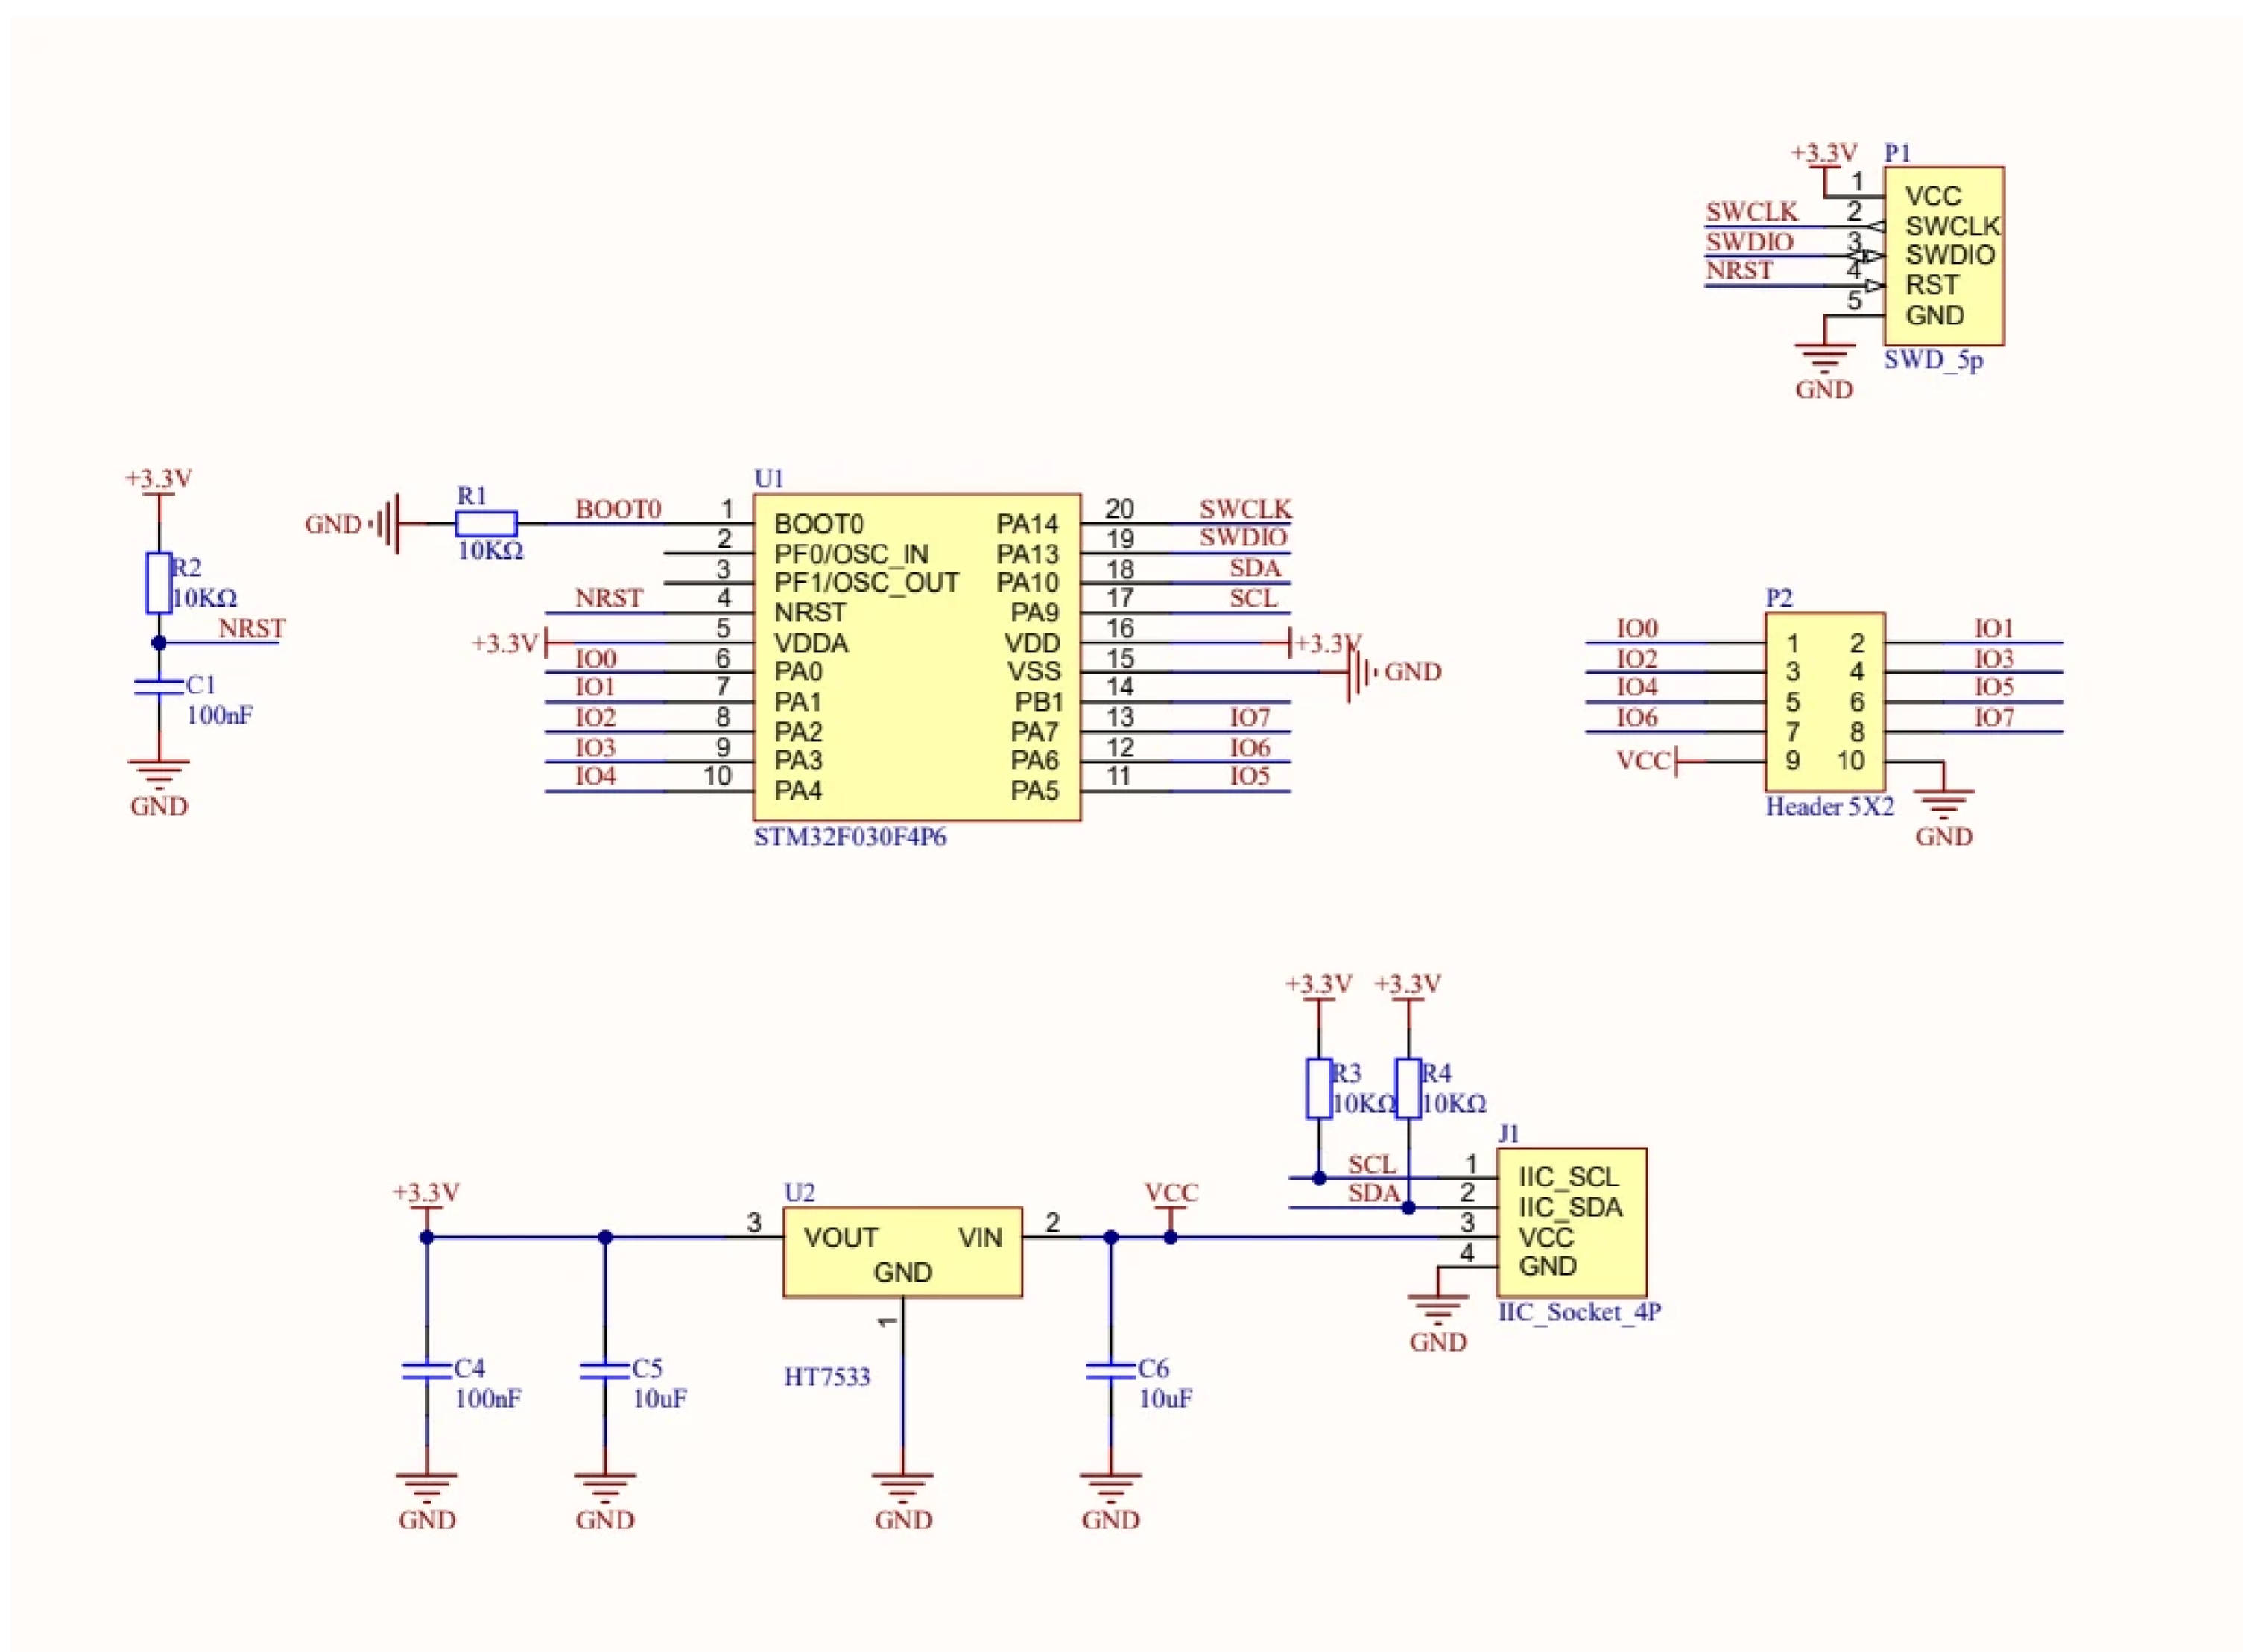 +3.3V P1
1 VCC
SWCLK 2 SWCLK
SWDIO 3 SWDIO
NRST 4 RST
5 GND
SWD_5p
GND
+3.3V
R2
10KΩ
NRST
C1
100nF
GND
U1
GND R1 BOOT0 1 BOOT0 PA14 20 SWCLK
10KΩ
2 PF0/OSC_IN PA13 19 SWDIO
3 PF1/OSC_OUT PA10 18 SDA
NRST 4 NRST PA9 17 SCL
+3.3V 5 VDDA VDD 16 +3.3V
IO0 6 PA0 VSS 15 GND
IO1 7 PA1 PB1 14
IO2 8 PA2 PA7 13 IO7
IO3 9 PA3 PA6 12 IO6
IO4 10 PA4 PA5 11 IO5
STM32F030F4P6
P2
IO0 1 2 IO1
IO2 3 4 IO3
IO4 5 6 IO5
IO6 7 8 IO7
VCC 9 10
Header 5X2
GND
+3.3V +3.3V
R3 R4
10KΩ 10KΩ
J1
SCL 1 IIC_SCL
SDA 2 IIC_SDA
3 VCC
4 GND
IIC_Socket_4P
GND
+3.3V U2 VCC
3 VOUT VIN 2
GND
1
HT7533
C4
100nF
C5
10uF
C6
10uF
GND GND GND GND